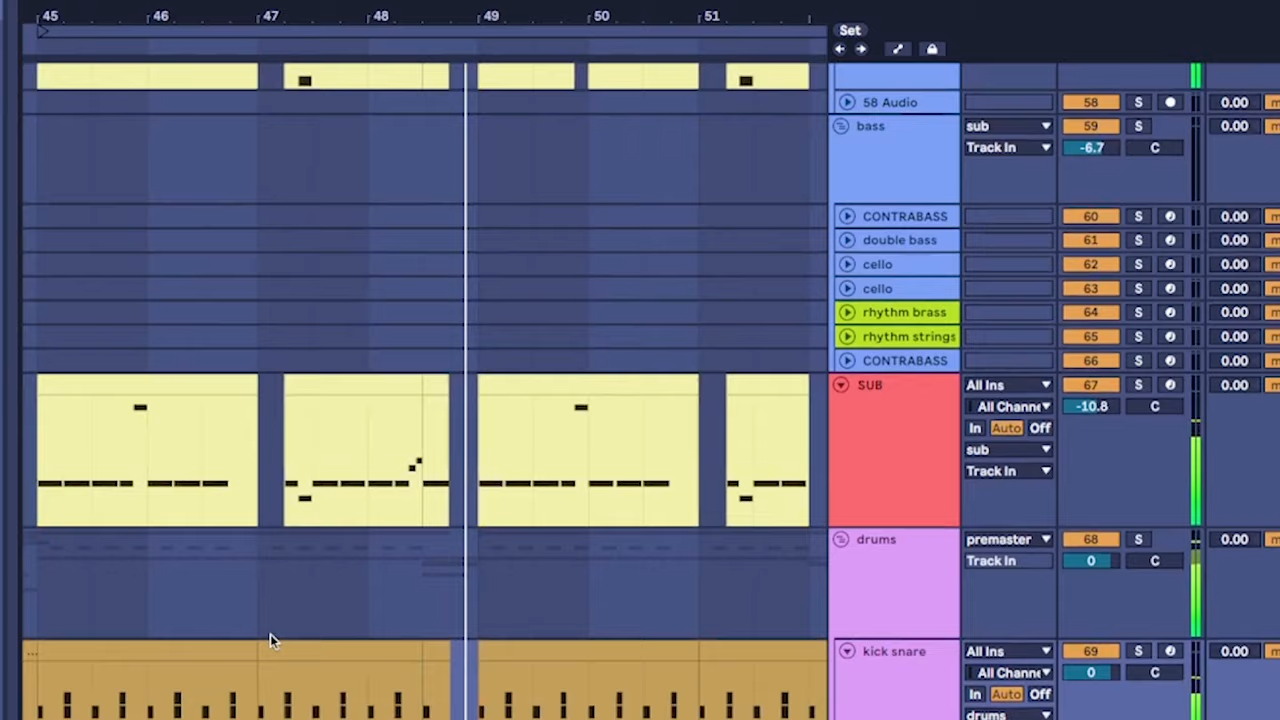 45 46 47 48 49 50 51
Set
58 Audio 58 S 0.00 m
bass sub 59 S 0.00 m
Track In -6.7 C
CONTRABASS 60 S 0.00 m
double bass 61 S 0.00 m
cello 62 S 0.00 m
cello 63 S 0.00 m
rhythm brass 64 S 0.00 m
rhythm strings 65 S 0.00 m
CONTRABASS 66 S 0.00 m
SUB All Ins 67 S 0.00
All Channe -10.8 C
In Auto Off
sub
Track In
drums premaster 68 S 0.00
Track In 0 C
kick snare All Ins 69 S 0.00
All Channe 0 C
In Auto Off
drums